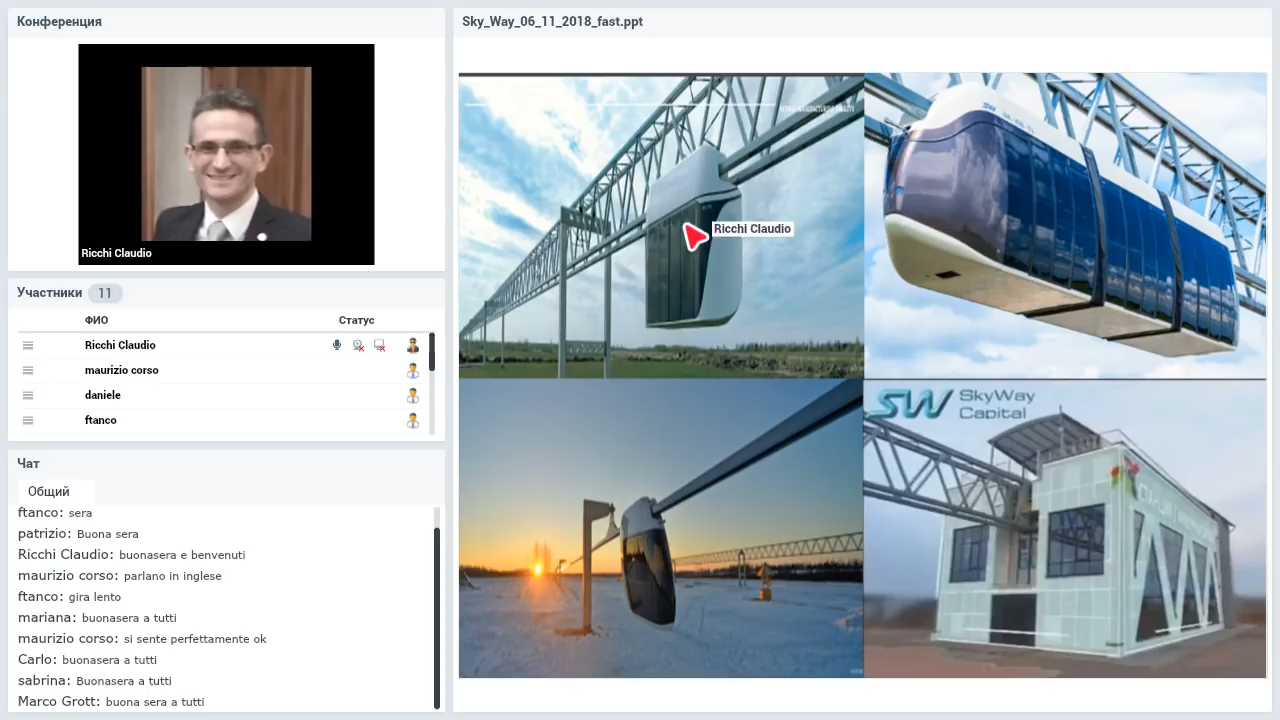 Конференция
Ricchi Claudio
Участники 11
ФИО Статус
Ricchi Claudio
maurizio corso
daniele
ftanco
Чат
Общий
ftanco: sera
patrizio: Buona sera
Ricchi Claudio: buonasera e benvenuti
maurizio corso: parlano in inglese
ftanco: gira lento
mariana: buonasera a tutti
maurizio corso: si sente perfettamente ok
Carlo: buonasera a tutti
sabrina: Buonasera a tutti
Marco Grott: buona sera a tutti
Sky_Way_06_11_2018_fast.ppt
Ricchi Claudio
SW
SW SkyWay
Capital